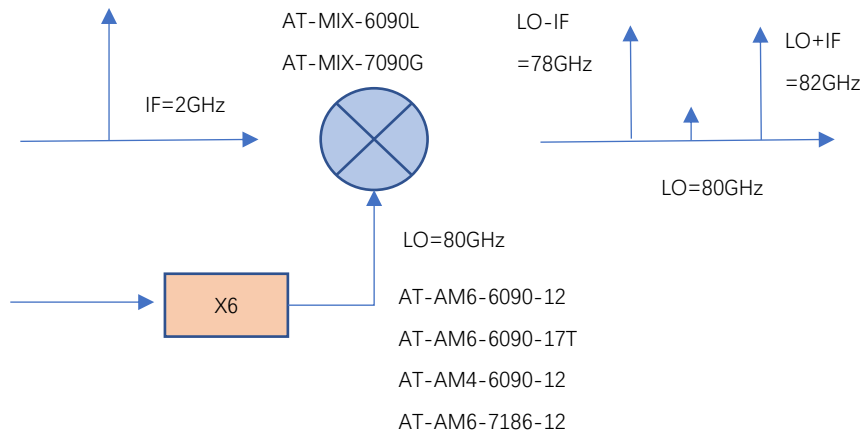 AT-MIX-6090L
AT-MIX-7090G
IF=2GHz
LO-IF
=78GHz
LO+IF
=82GHz
LO=80GHz
LO=80GHz
X6
AT-AM6-6090-12
AT-AM6-6090-17T
AT-AM4-6090-12
AT-AM6-7186-12